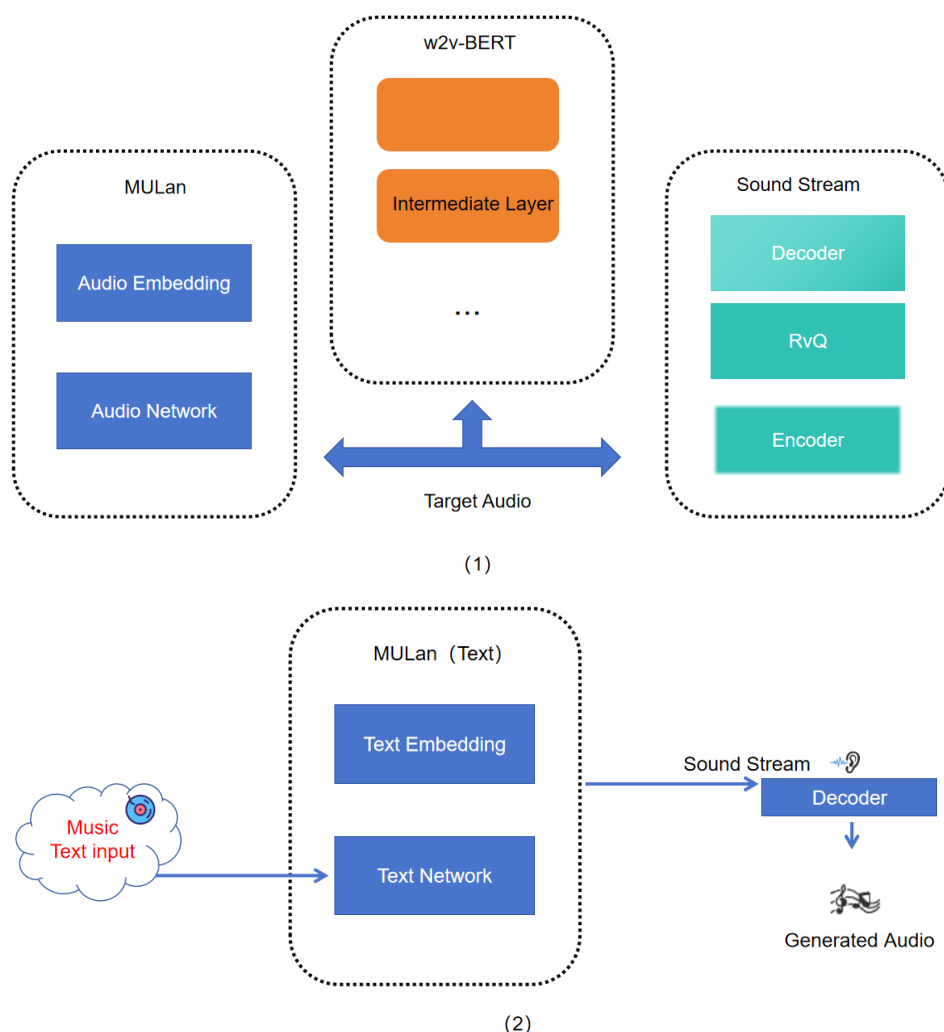 w2v-BERT
Intermediate Layer
...
MULan
Audio Embedding
Audio Network
Sound Stream
Decoder
RvQ
Encoder
Target Audio
(1)
MULan（Text）
Text Embedding
Text Network
Music
Text input
Sound Stream
Decoder
Generated Audio
(2)